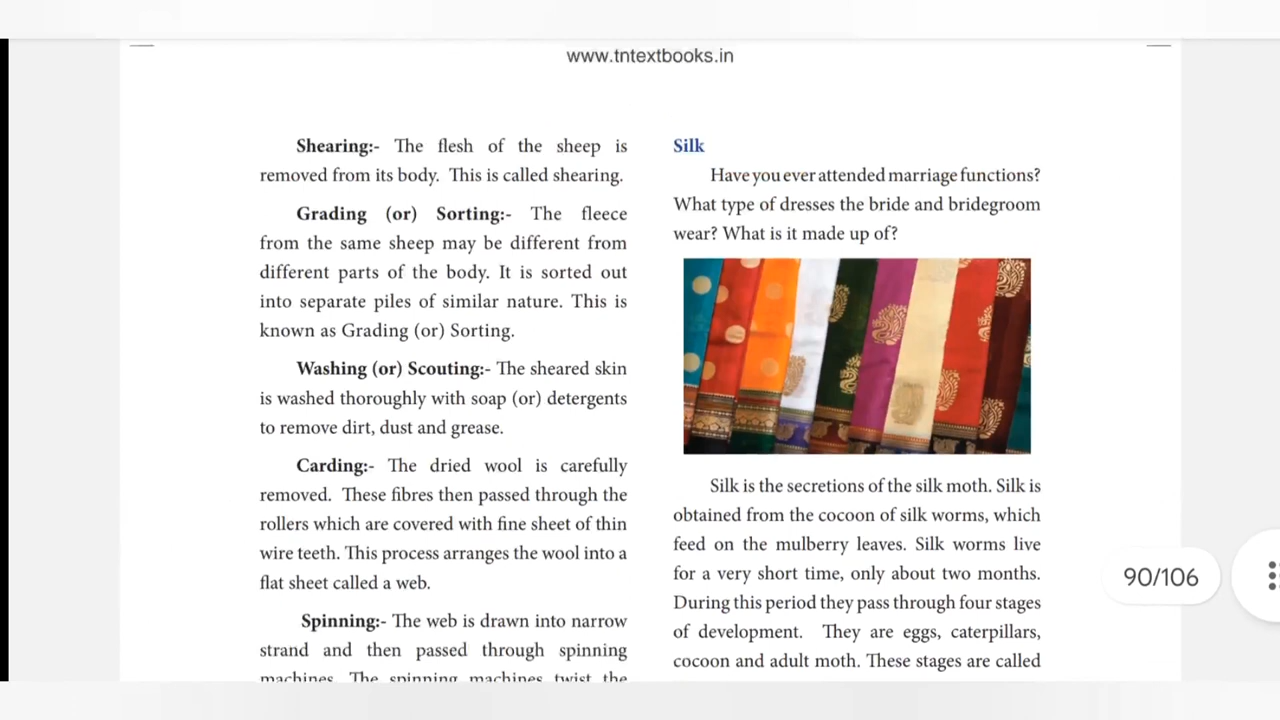 www.tntextbooks.in
Shearing:- The flesh of the sheep is
removed from its body. This is called shearing.
Grading (or) Sorting:- The fleece
from the same sheep may be different from
different parts of the body. It is sorted out
into separate piles of similar nature. This is
known as Grading (or) Sorting.
Washing (or) Scouting:- The sheared skin
is washed thoroughly with soap (or) detergents
to remove dirt, dust and grease.
Carding:- The dried wool is carefully
removed. These fibres then passed through the
rollers which are covered with fine sheet of thin
wire teeth. This process arranges the wool into a
flat sheet called a web.
Spinning:- The web is drawn into narrow
strand and then passed through spinning
machines. The spinning machines twist the
Silk
Have you ever attended marriage functions?
What type of dresses the bride and bridegroom
wear? What is it made up of?
Silk is the secretions of the silk moth. Silk is
obtained from the cocoon of silk worms, which
feed on the mulberry leaves. Silk worms live
for a very short time, only about two months.
During this period they pass through four stages
of development. They are eggs, caterpillars,
cocoon and adult moth. These stages are called
90/106